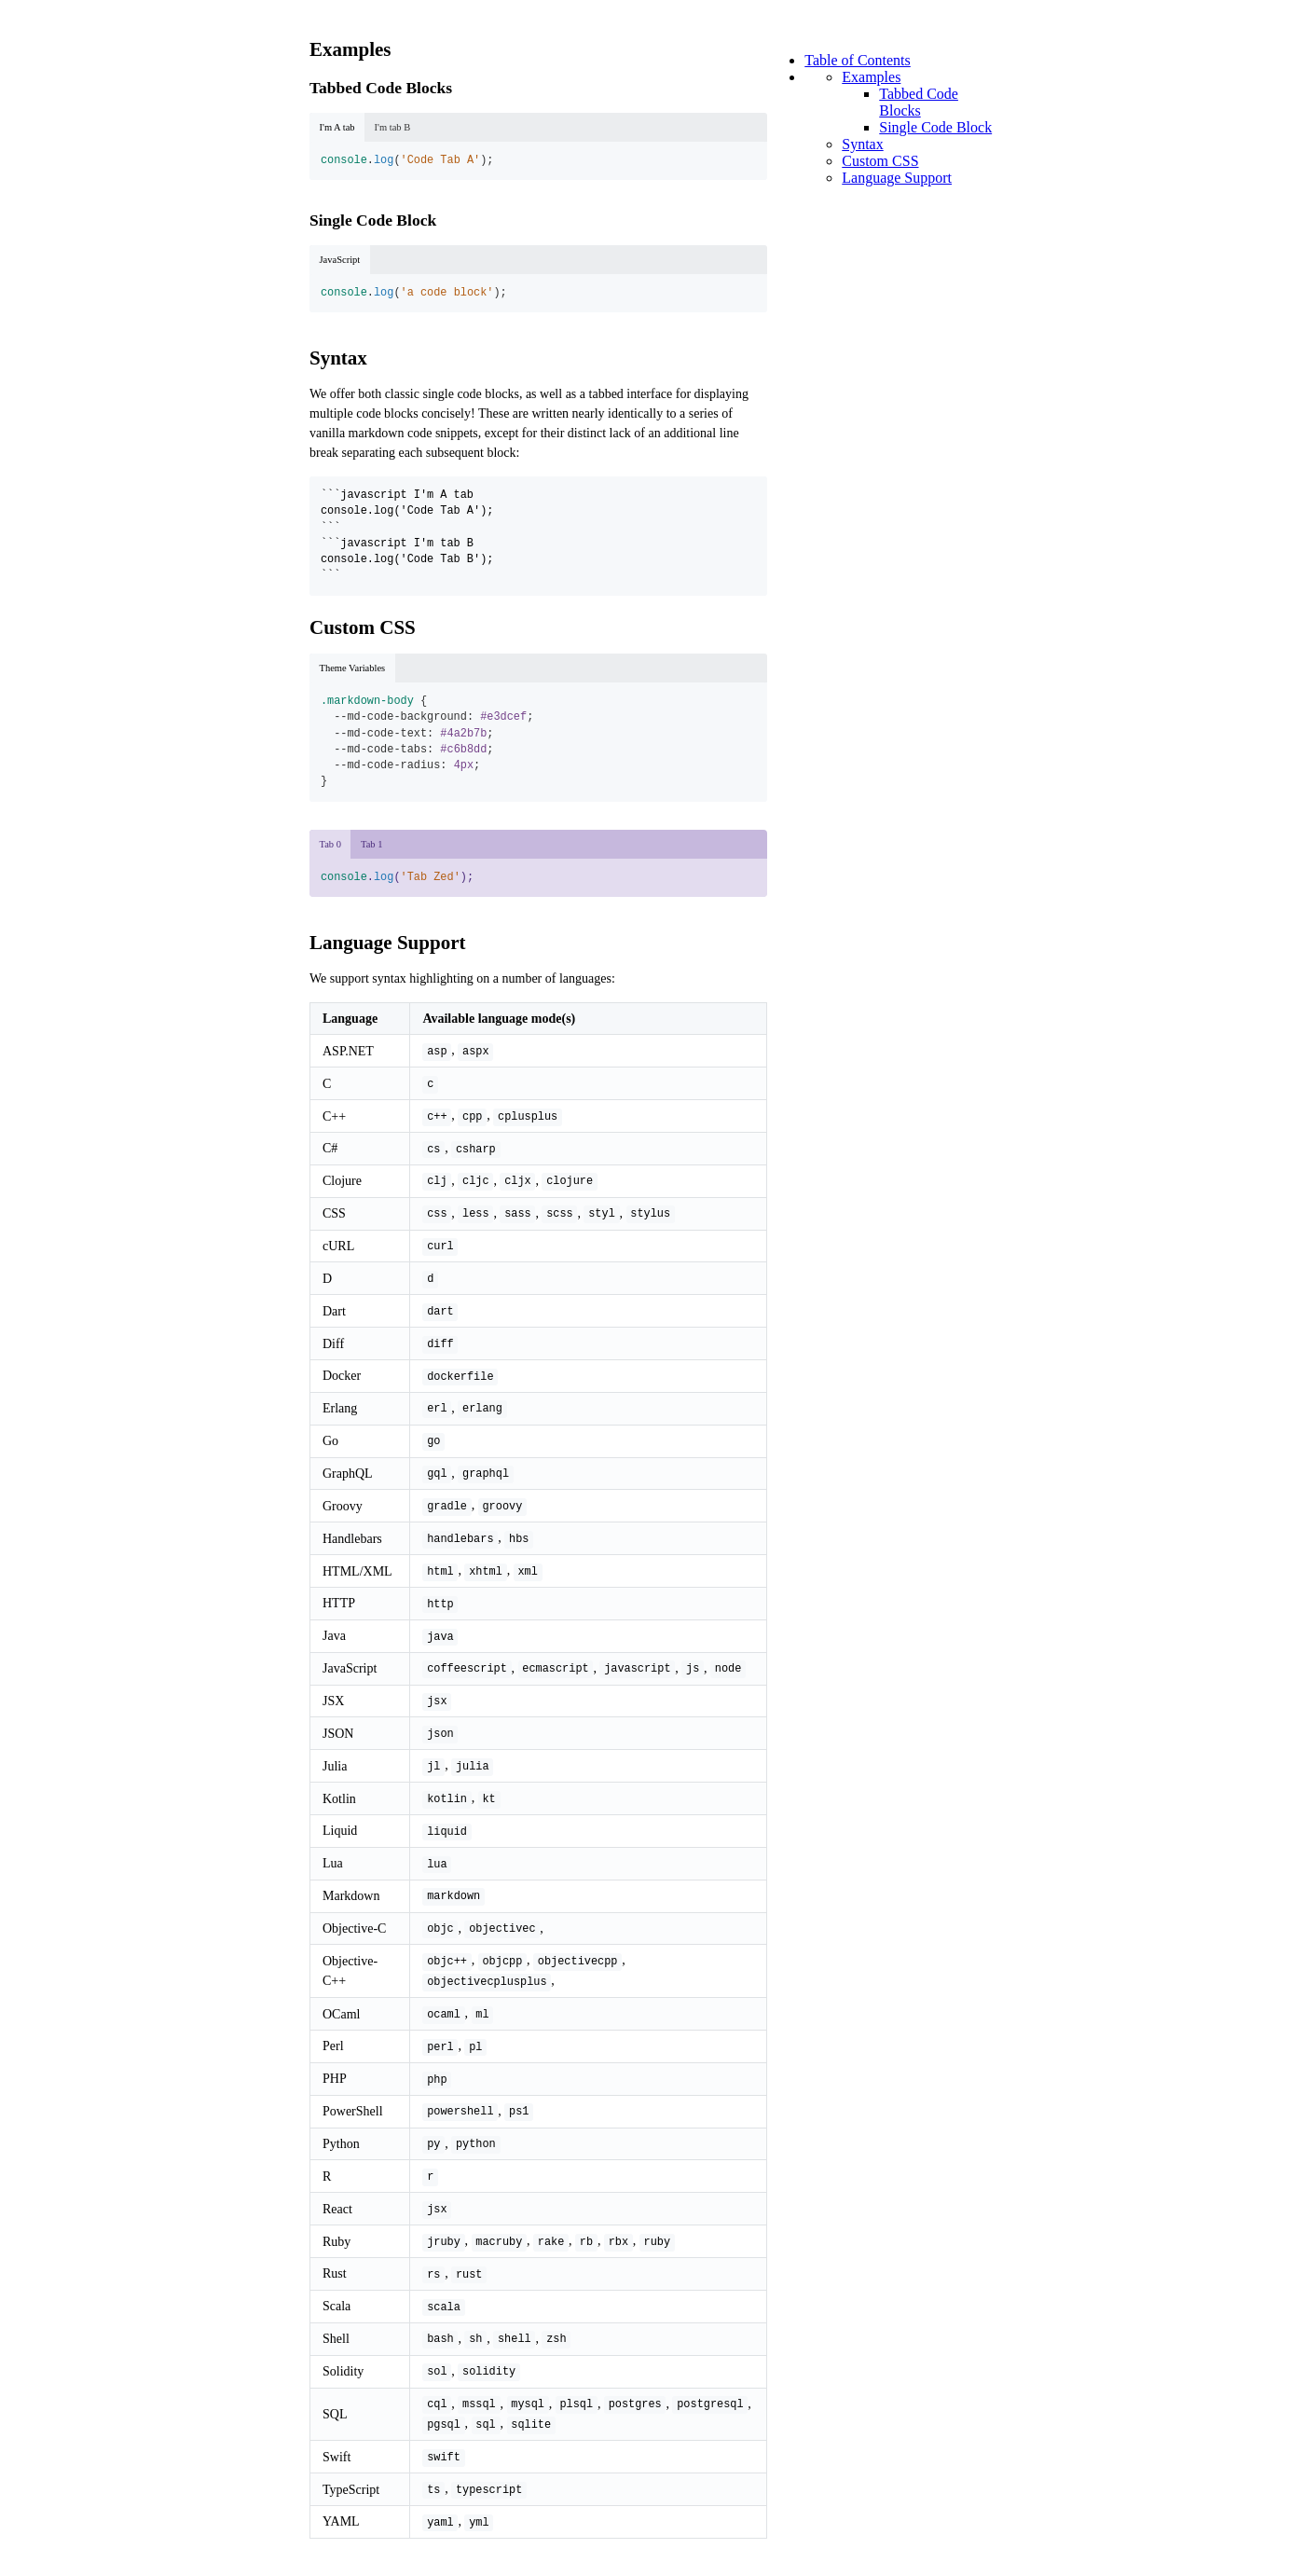 Examples
Tabbed Code Blocks
I'm A tab I'm tab B
console.log('Code Tab A');
Single Code Block
JavaScript
console.log('a code block');
Syntax
We offer both classic single code blocks, as well as a tabbed interface for displaying
multiple code blocks concisely! These are written nearly identically to a series of
vanilla markdown code snippets, except for their distinct lack of an additional line
break separating each subsequent block:
```javascript I'm A tab
console.log('Code Tab A');
```
```javascript I'm tab B
console.log('Code Tab B');
```
Custom CSS
Theme Variables
.markdown-body {
  --md-code-background: #e3dcef;
  --md-code-text: #4a2b7b;
  --md-code-tabs: #c6b8dd;
  --md-code-radius: 4px;
}
Tab 0 Tab 1
console.log('Tab Zed');
Language Support
We support syntax highlighting on a number of languages:
Language Available language mode(s)
ASP.NET asp, aspx
C c
C++ c++, cpp, cplusplus
C# cs, csharp
Clojure clj, cljc, cljx, clojure
CSS css, less, sass, scss, styl, stylus
cURL curl
D d
Dart dart
Diff diff
Docker dockerfile
Erlang erl, erlang
Go go
GraphQL gql, graphql
Groovy gradle, groovy
Handlebars handlebars, hbs
HTML/XML html, xhtml, xml
HTTP http
Java java
JavaScript coffeescript, ecmascript, javascript, js, node
JSX jsx
JSON json
Julia jl, julia
Kotlin kotlin, kt
Liquid liquid
Lua lua
Markdown markdown
Objective-C objc, objectivec,
Objective-
C++
objc++, objcpp, objectivecpp,
objectivecplusplus,
OCaml ocaml, ml
Perl perl, pl
PHP php
PowerShell powershell, ps1
Python py, python
R r
React jsx
Ruby jruby, macruby, rake, rb, rbx, ruby
Rust rs, rust
Scala scala
Shell bash, sh, shell, zsh
Solidity sol, solidity
SQL
cql, mssql, mysql, plsql, postgres, postgresql,
pgsql, sql, sqlite
Swift swift
TypeScript ts, typescript
YAML yaml, yml
Table of Contents
Examples
Tabbed Code
Blocks
Single Code Block
Syntax
Custom CSS
Language Support